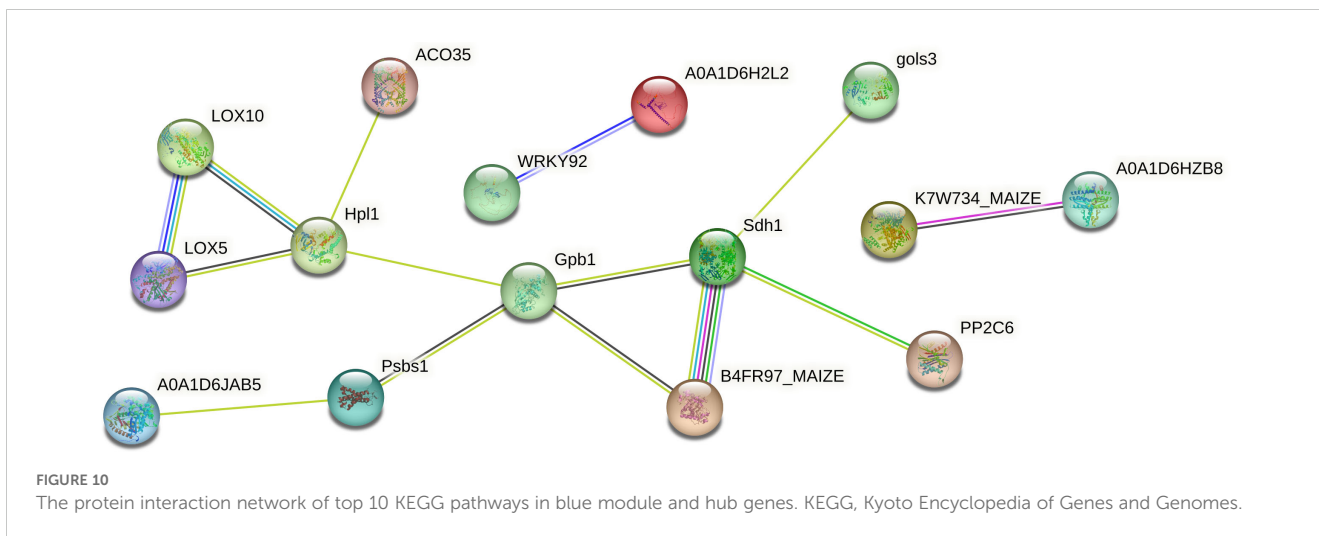 ACO35
A0A1D6H2L2
gols3
LOX10
WRKY92
A0A1D6HZB8
K7W734_MAIZE
Hpl1
Sdh1
LOX5
Gpb1
PP2C6
Psbs1
B4FR97_MAIZE
A0A1D6JAB5
FIGURE 10
The protein interaction network of top 10 KEGG pathways in blue module and hub genes. KEGG, Kyoto Encyclopedia of Genes and Genomes.